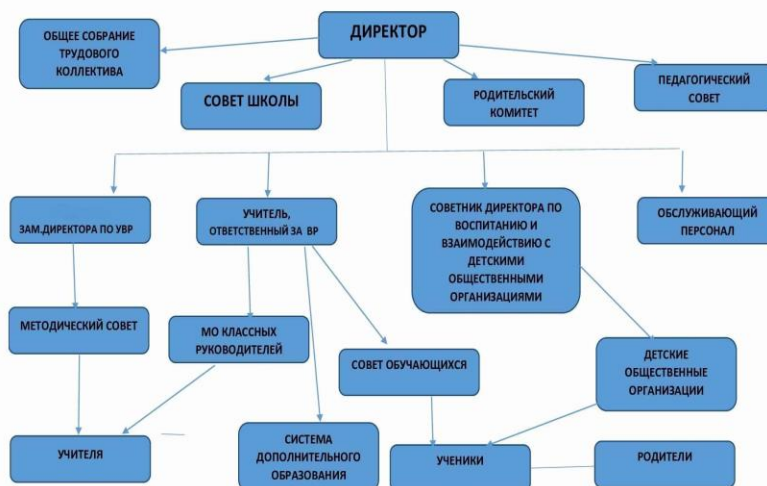 ДИРЕКТОР
ОБЩЕЕ СОБРАНИЕ
ТРУДОВОГО
КОЛЛЕКТИВА
СОВЕТ ШКОЛЫ
РОДИТЕЛЬСКИЙ
КОМИТЕТ
ПЕДАГОГИЧЕСКИЙ
СОВЕТ
ЗАМ.ДИРЕКТОРА ПО УВР
УЧИТЕЛЬ,
ОТВЕТСТВЕННЫЙ ЗА ВР
СОВЕТНИК ДИРЕКТОРА ПО
ВОСПИТАНИЮ И
ВЗАИМОДЕЙСТВИЮ С
ДЕТСКИМИ
ОБЩЕСТВЕННЫМИ
ОРГАНИЗАЦИЯМИ
ОБСЛУЖИВАЮЩИЙ
ПЕРСОНАЛ
МЕТОДИЧЕСКИЙ СОВЕТ
МО КЛАССНЫХ
РУКОВОДИТЕЛЕЙ
СОВЕТ ОБУЧАЮЩИХСЯ
ДЕТСКИЕ
ОБЩЕСТВЕННЫЕ
ОРГАНИЗАЦИИ
УЧИТЕЛЯ
СИСТЕМА
ДОПОЛНИТЕЛЬНОГО
ОБРАЗОВАНИЯ
УЧЕНИКИ
РОДИТЕЛИ